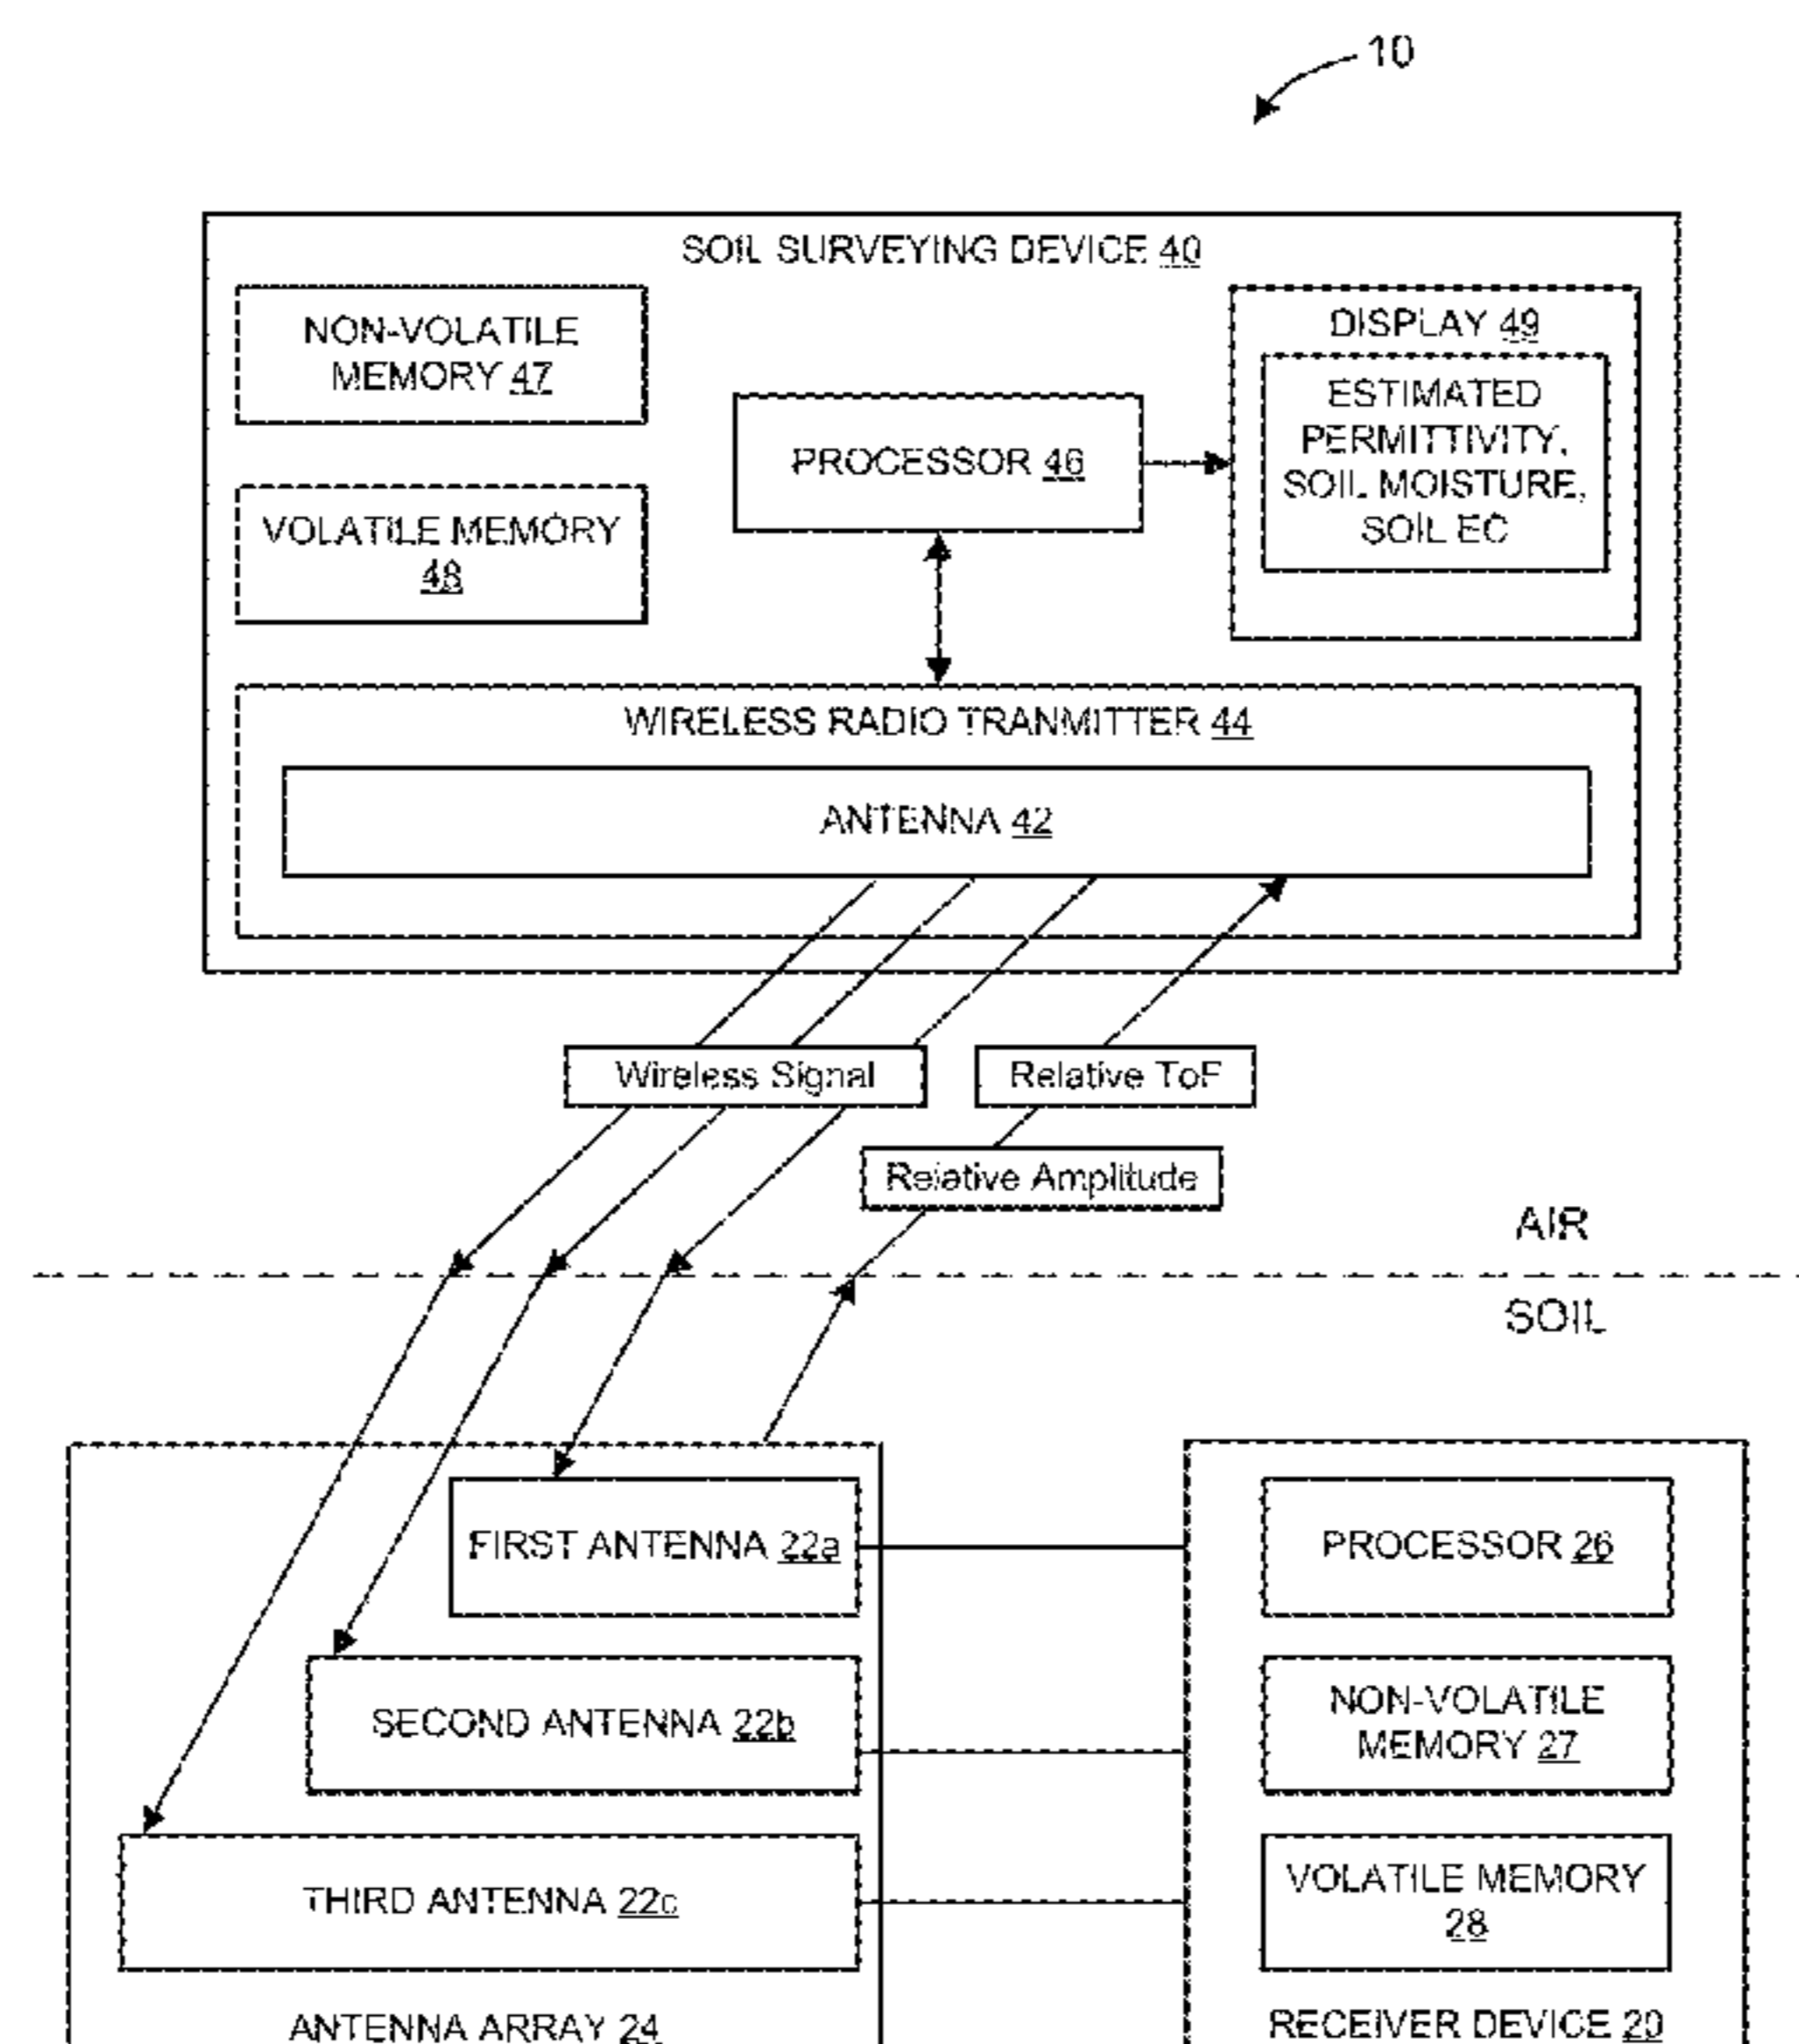 10
SOIL SURVEYING DEVICE 40
NON-VOLATILE
MEMORY 47
VOLATILE MEMORY
48
PROCESSOR 46
DISPLAY 49
ESTIMATED
PERMITTIVITY,
SOIL MOISTURE,
SOIL EC
WIRELESS RADIO TRANMITTER 44
ANTENNA 42
Wireless Signal
Relative ToF
Relative Amplitude
AIR
SOIL
FIRST ANTENNA 22a
SECOND ANTENNA 22b
THIRD ANTENNA 22c
ANTENNA ARRAY 24
PROCESSOR 26
NON-VOLATILE
MEMORY 27
VOLATILE MEMORY
28
RECEIVER DEVICE 20